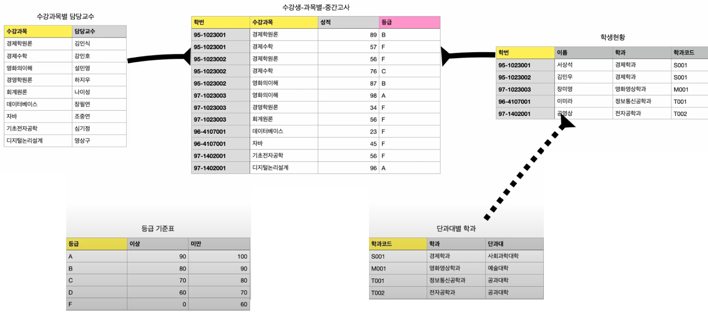 수강과목별 담당교수
수강과목 담당교수
경제학원론 김인식
경제수학 강민호
영화의이해 설민영
경영학원론 하지우
회계원론 나이성
데이터베이스 장필연
자바 조중연
기초전자공학 심기정
디지털논리설계 영상구
수강생-과목별-중간고사
학번 수강과목 성적 등급
95-1023001 경제학원론 89 B
95-1023001 경제수학 57 F
95-1023002 경제학원론 56 F
95-1023002 경제수학 76 C
97-1023003 영화의이해 87 B
97-1023003 영화의이해 98 A
97-1023003 경영학원론 34 F
97-1023003 회계원론 56 F
96-4107001 데이터베이스 23 F
96-4107001 자바 45 F
97-1402001 기초전자공학 56 F
97-1402001 디지털논리설계 96 A
학생현황
학번 이름 학과 학과코드
95-1023001 서상석 경제학과 S001
95-1023002 김민우 경제학과 S001
97-1023003 장미영 영화영상학과 M001
96-4107001 이미라 정보통신공학과 T001
97-1402001 공영삼 전자공학과 T002
등급 기준표
등급 이상 미만
A 90 100
B 80 90
C 70 80
D 60 70
F 0 60
단과대별 학과
학과코드 학과 단과대
S001 경제학과 사회과학대학
M001 영화영상학과 예술대학
T001 정보통신공학과 공과대학
T002 전자공학과 공과대학